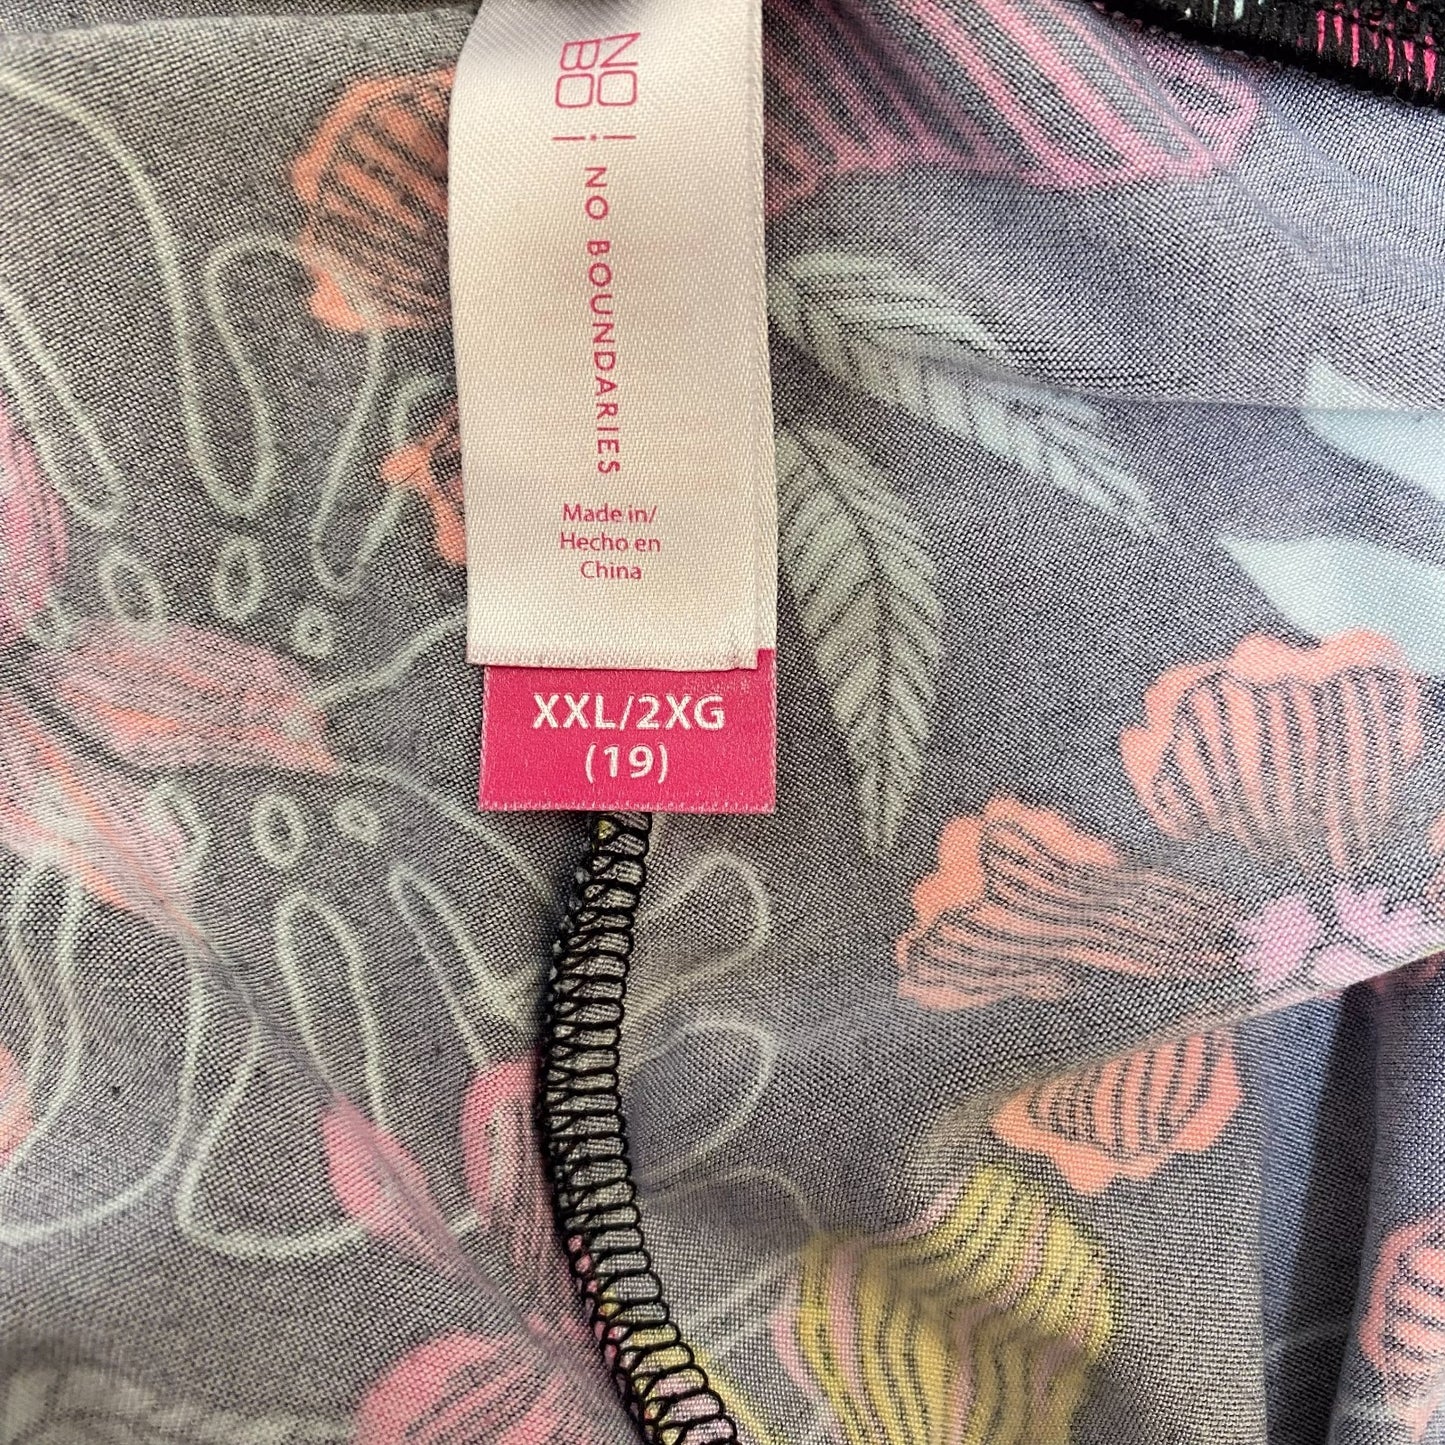 NO
BO
NO BOUNDARIES
Made in/
Hecho en
China
XXL/2XG
(19)